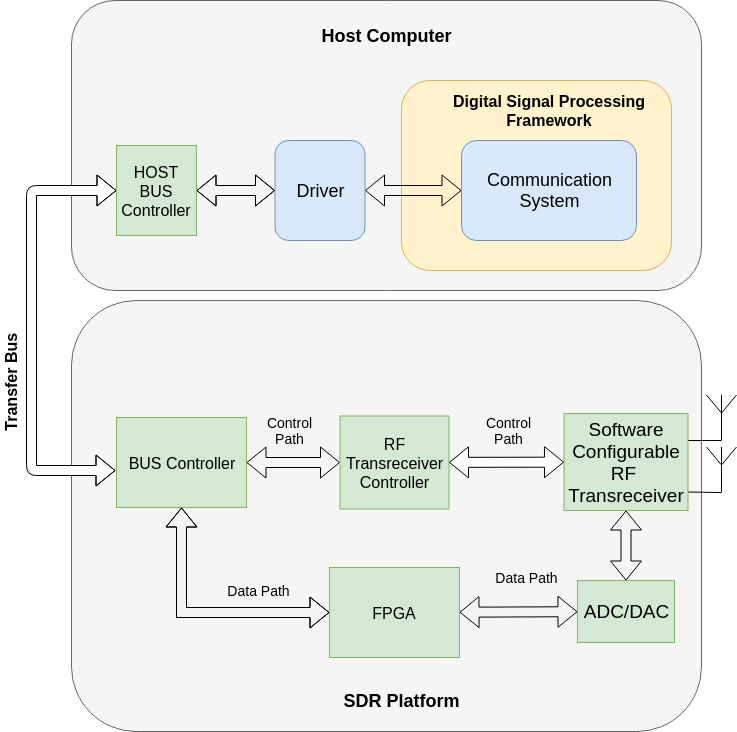 Host Computer
Digital Signal Processing
Framework
HOST
BUS
Controller
Driver
Communication
System
Transfer Bus
BUS Controller
Control
Path
RF
Transreceiver
Controller
Control
Path
Software
Configurable
RF
Transreceiver
Data Path
FPGA
Data Path
ADC/DAC
SDR Platform